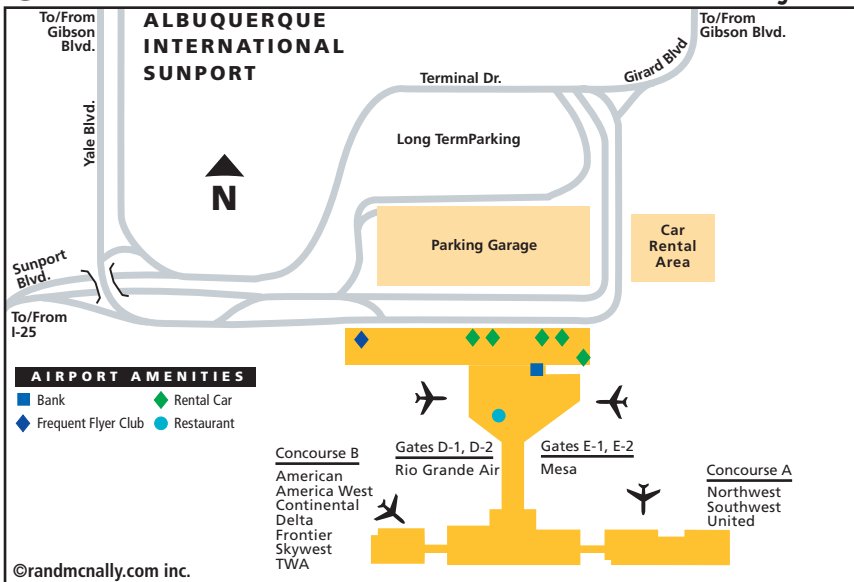 To/From
Gibson
Blvd.
ALBUQUERQUE
INTERNATIONAL
SUNPORT
To/From
Gibson Blvd.
Girard Blvd
Terminal Dr.
Yale Blvd.
Long TermParking
N
Parking Garage
Car
Rental
Area
Sunport
Blvd.
To/From
I-25
AIRPORT AMENITIES
Bank
Rental Car
Frequent Flyer Club
Restaurant
Concourse B
American
America West
Continental
Delta
Frontier
Skywest
TWA
Gates D-1, D-2
Rio Grande Air
Gates E-1, E-2
Mesa
Concourse A
Northwest
Southwest
United
©randmcnally.com inc.